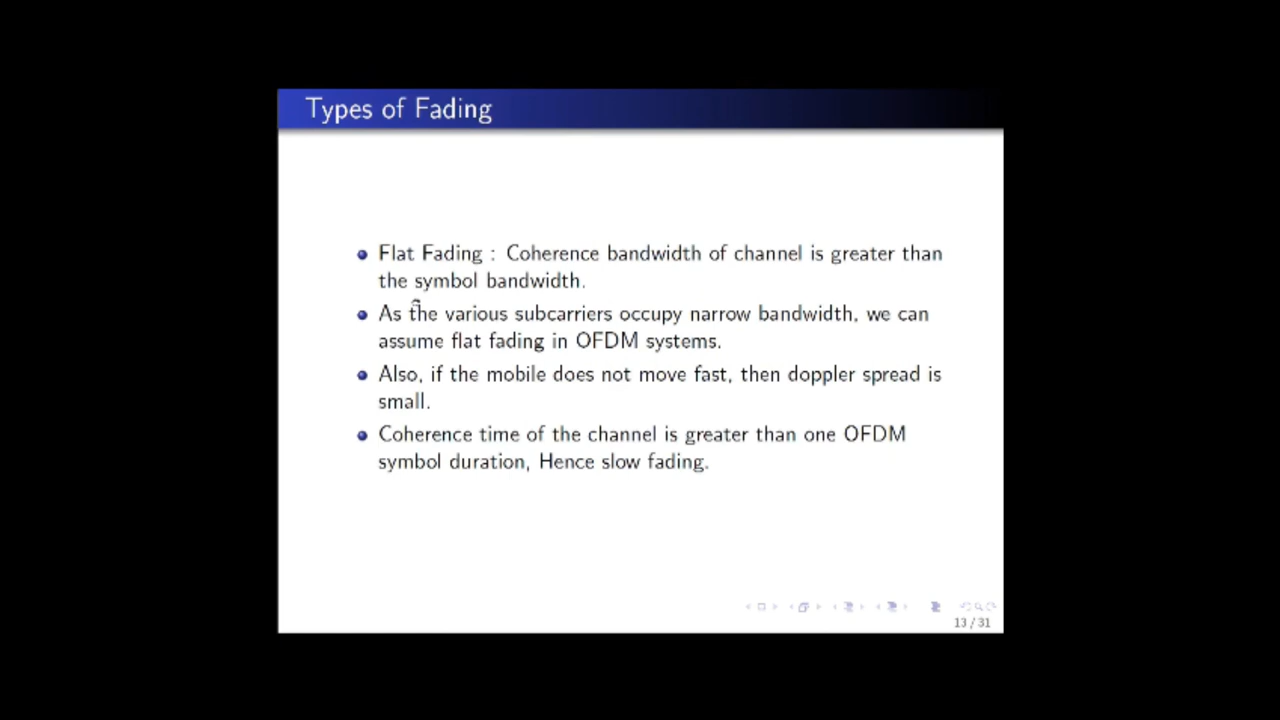 Types of Fading
Flat Fading : Coherence bandwidth of channel is greater than
the symbol bandwidth.
As the various subcarriers occupy narrow bandwidth, we can
assume flat fading in OFDM systems.
Also, if the mobile does not move fast, then doppler spread is
small.
Coherence time of the channel is greater than one OFDM
symbol duration, Hence slow fading.
13 / 31